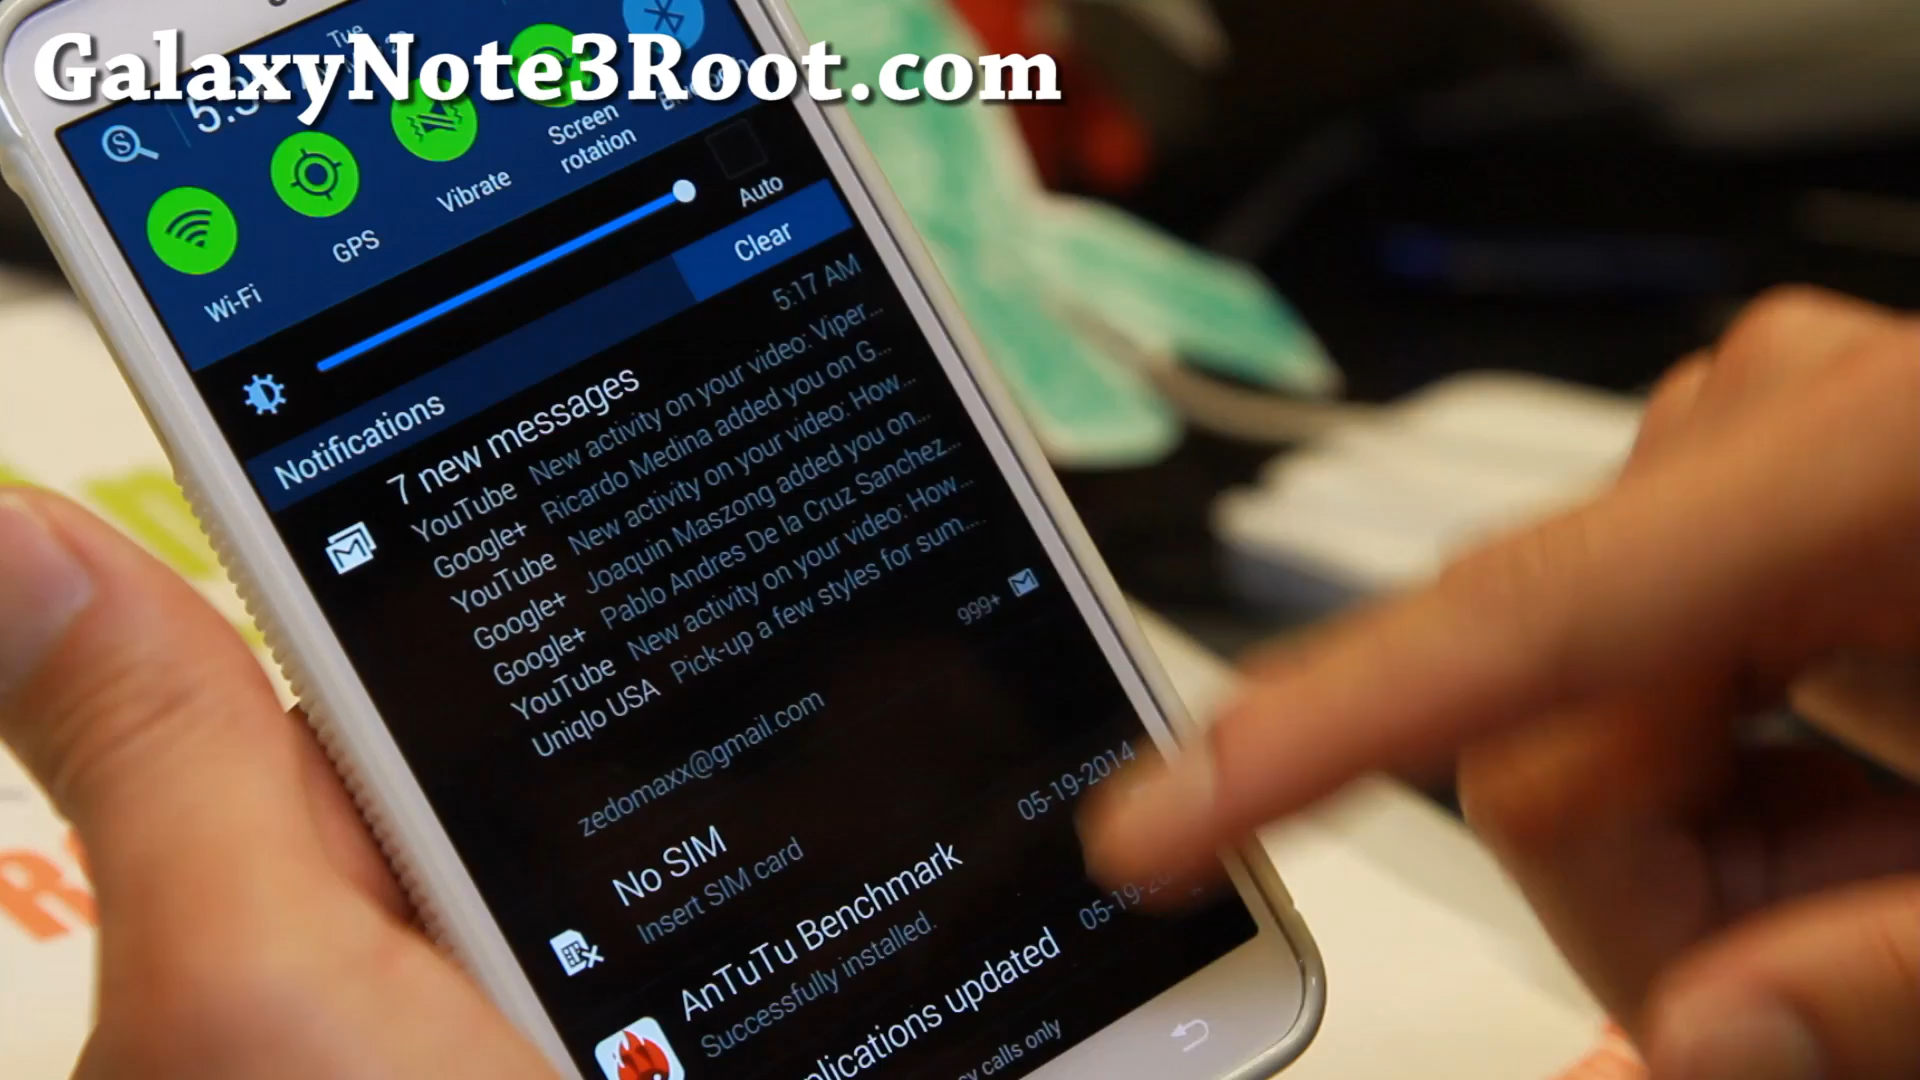 GalaxyNote3Root.com
Tue
Wi-Fi
GPS
Vibrate
Screen
rotation
Auto
Notifications
Clear
7 new messages
5:17 AM
YouTube New activity on your video: Viper...
Google+ Ricardo Medina added you on G...
YouTube New activity on your video: How...
Google+ Joaquin Maszong added you on...
Google+ Pablo Andres De la Cruz Sanchez...
YouTube New activity on your video: How...
Uniqlo USA Pick-up a few styles for sum...
zedomaxx@gmail.com
999+
No SIM
Insert SIM card
AnTuTu Benchmark
05-19-2014
Successfully installed.
updated
calls only